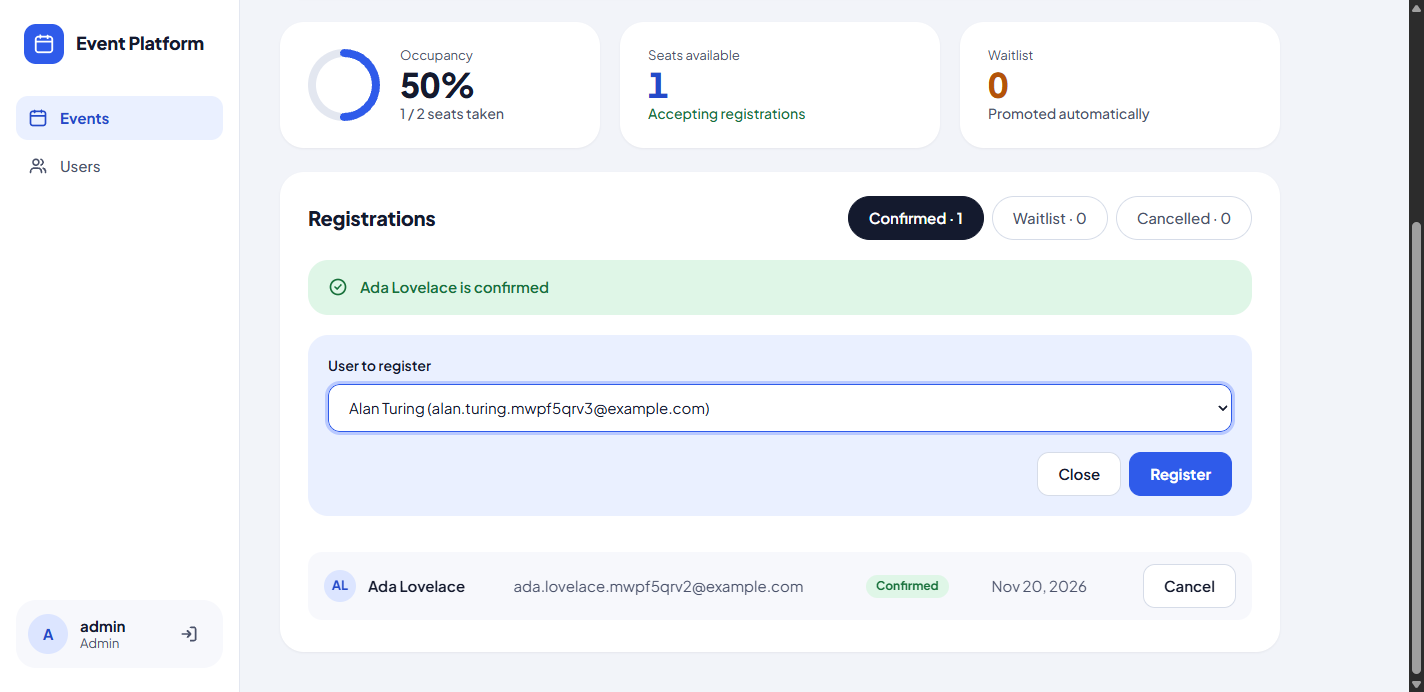 Event Platform
Events
Users
admin
Admin
A
Occupancy
50%
1 / 2 seats taken
Seats available
1
Accepting registrations
Waitlist
0
Promoted automatically
Registrations
Confirmed · 1
Waitlist · 0
Cancelled · 0
Ada Lovelace is confirmed
User to register
Alan Turing (alan.turing.mwpf5qrv3@example.com)
Close
Register
AL Ada Lovelace ada.lovelace.mwpf5qrv2@example.com Confirmed Nov 20, 2026 Cancel